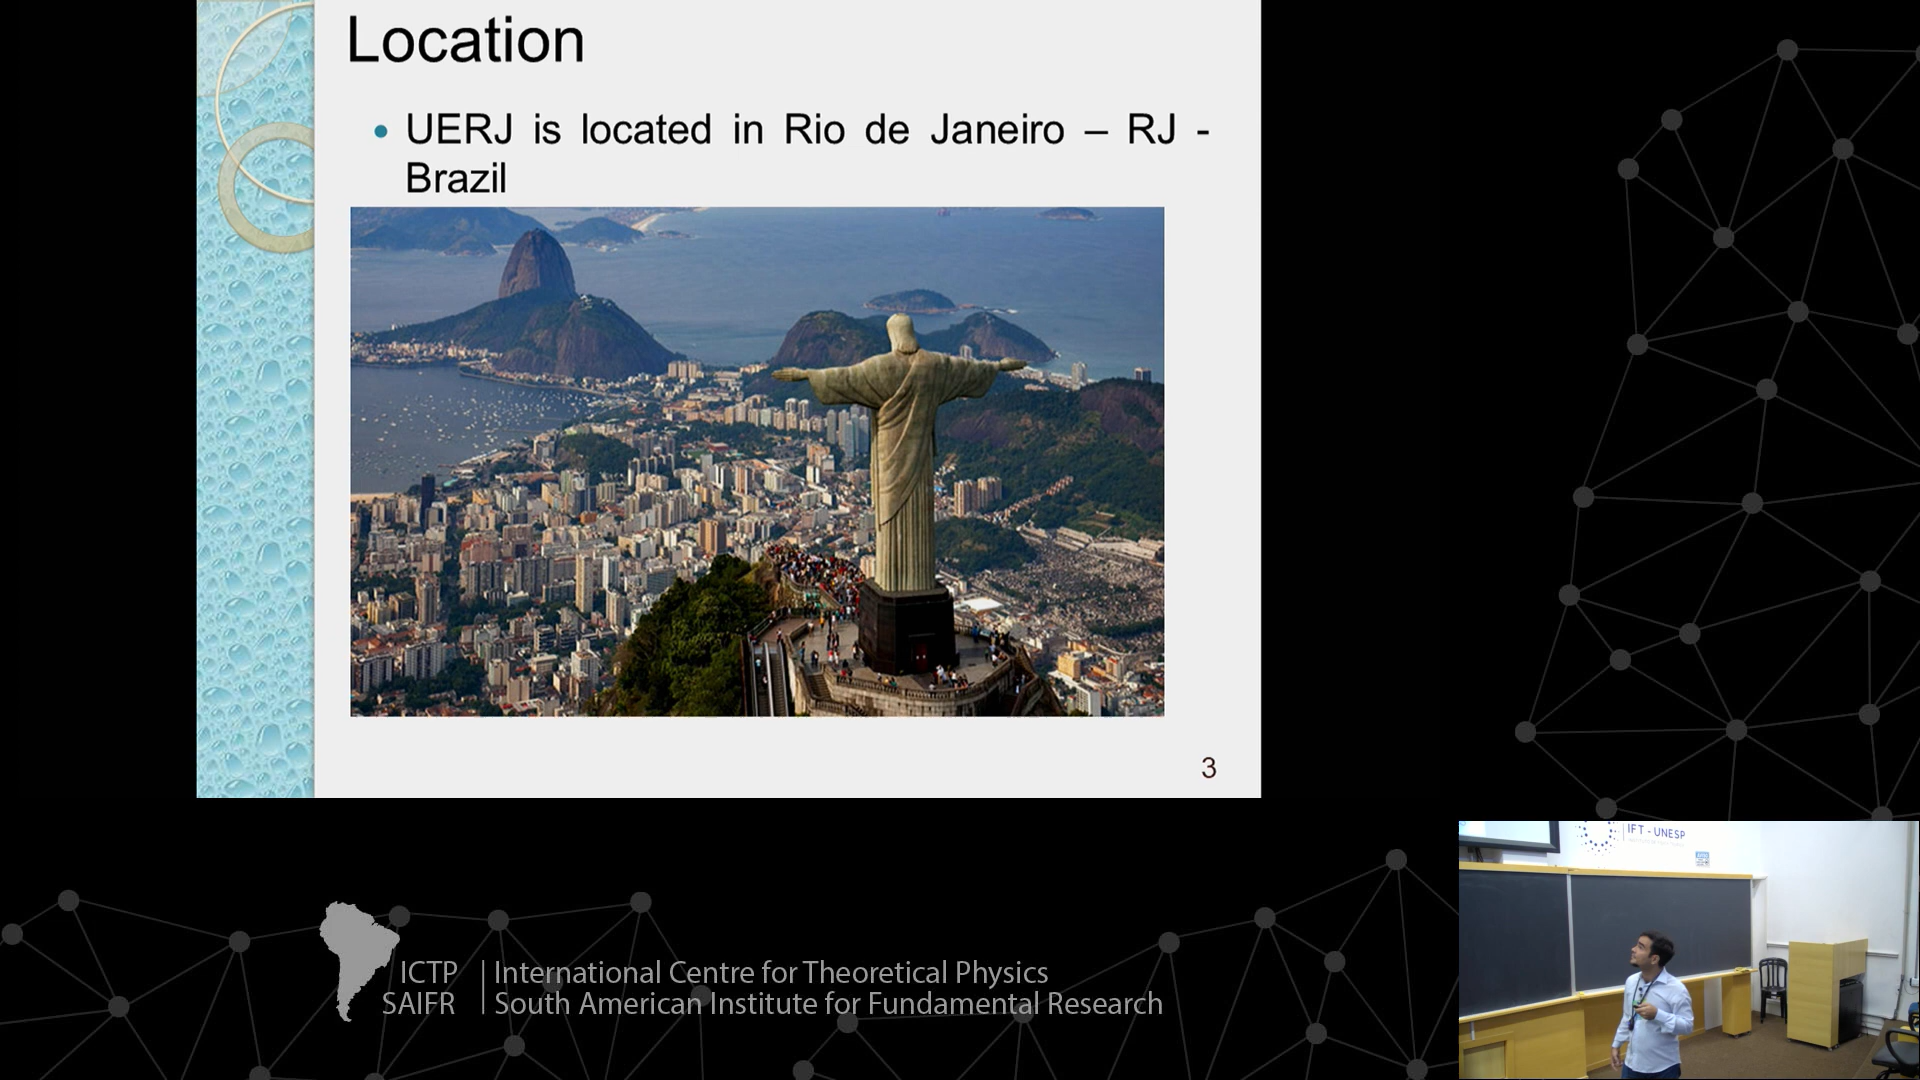 Location
• UERJ is located in Rio de Janeiro – RJ -
Brazil
3
IFT - UNESP
ICTP
SAIFR
International Centre for Theoretical Physics
South American Institute for Fundamental Research